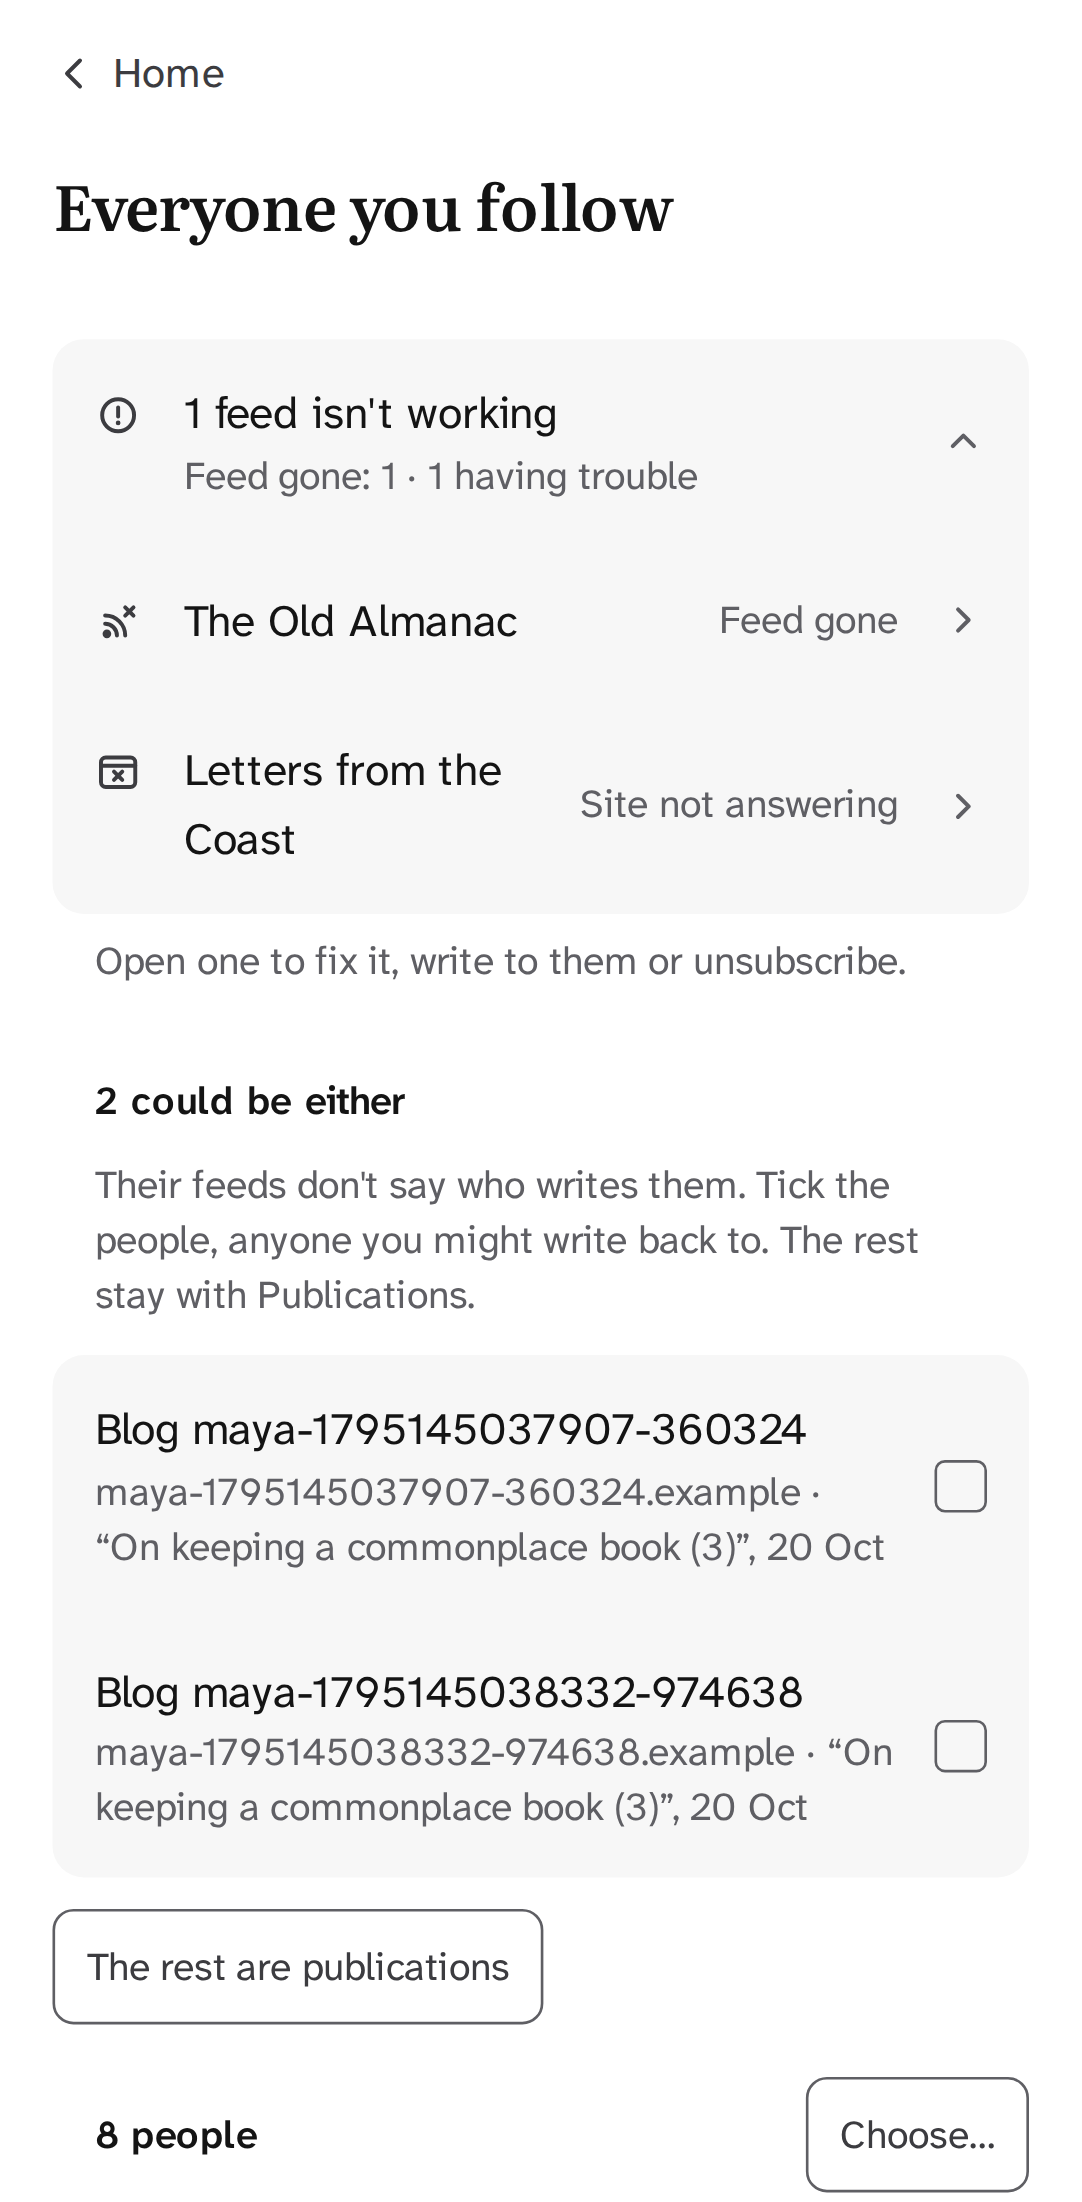 Home
Everyone you follow
1 feed isn't working
Feed gone: 1 · 1 having trouble
The Old Almanac
Feed gone
Letters from the
Coast
Site not answering
Open one to fix it, write to them or unsubscribe.
2 could be either
Their feeds don't say who writes them. Tick the
people, anyone you might write back to. The rest
stay with Publications.
Blog maya-1795145037907-360324
maya-1795145037907-360324.example ·
“On keeping a commonplace book (3)”, 20 Oct
Blog maya-1795145038332-974638
maya-1795145038332-974638.example · “On
keeping a commonplace book (3)”, 20 Oct
The rest are publications
8 people
Choose...